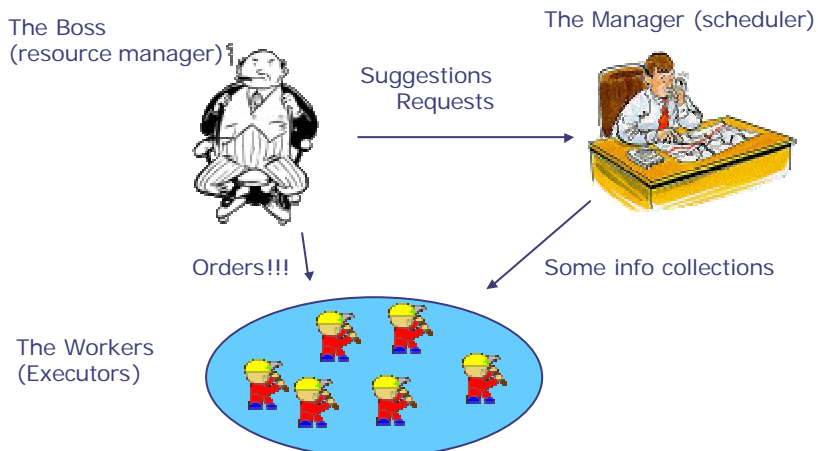 The Boss
(resource manager)
The Manager (scheduler)
Suggestions
Requests
Orders!!!
Some info collections
The Workers
(Executors)